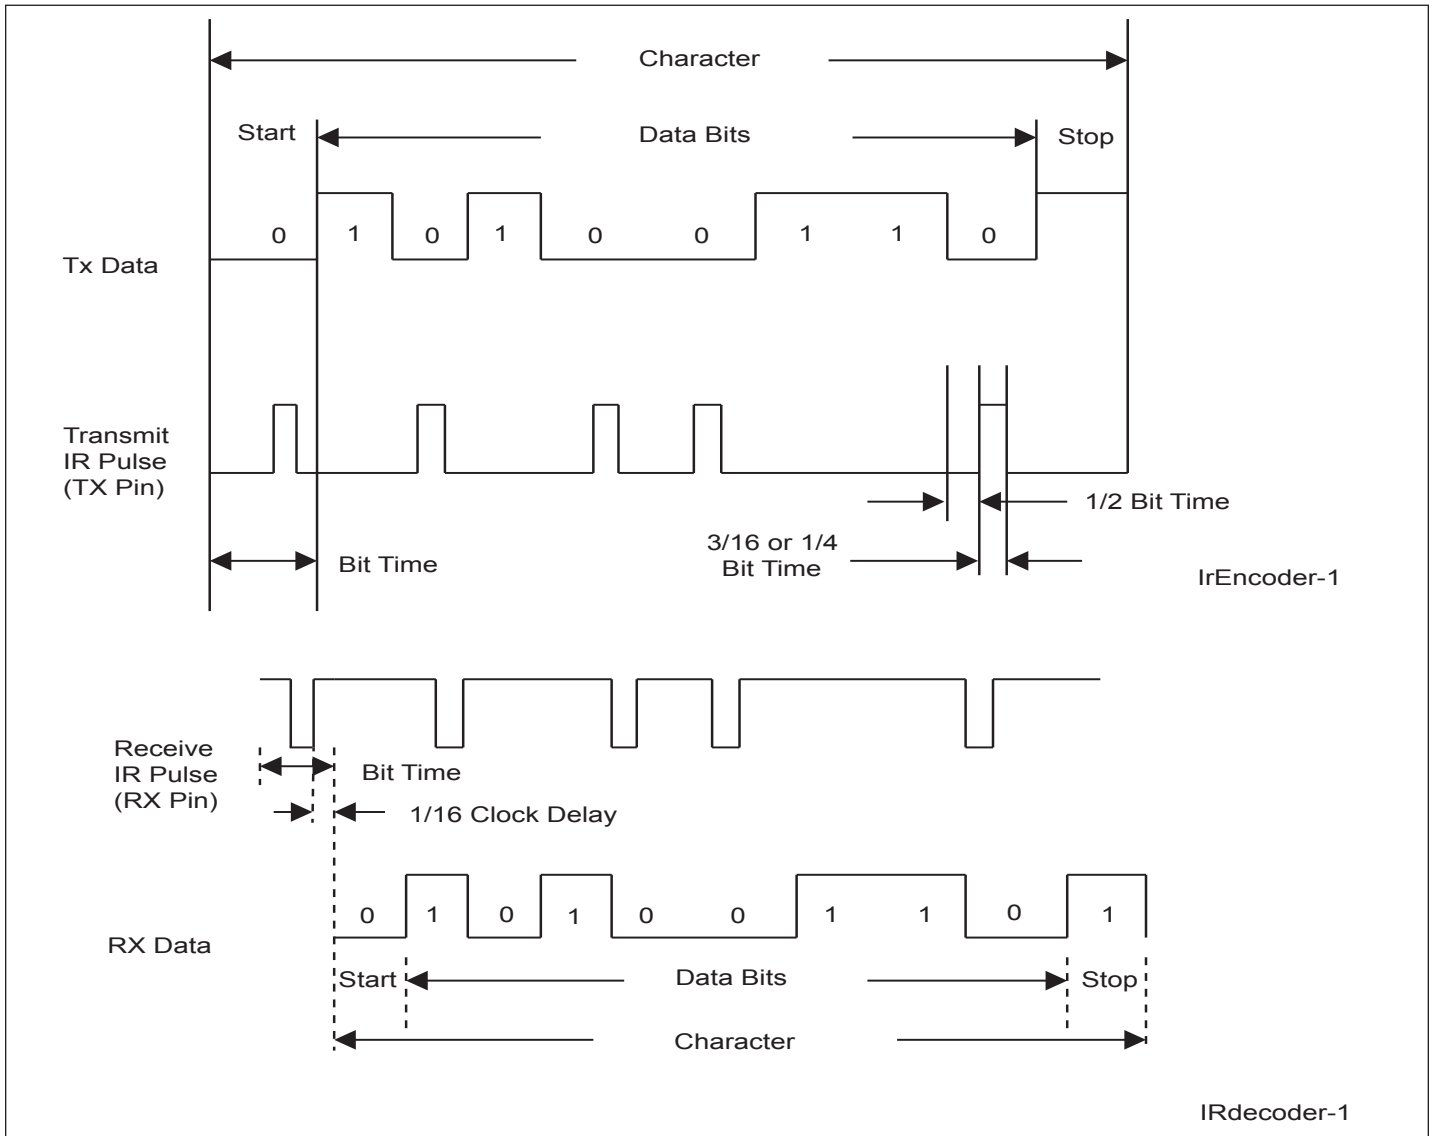 Character
Start
Data Bits
Stop
0 1 0 1 0 0 1 1 0
Tx Data
Transmit
IR Pulse
(TX Pin)
1/2 Bit Time
3/16 or 1/4
Bit Time
Bit Time
IrEncoder-1
Receive
IR Pulse
(RX Pin)
Bit Time
1/16 Clock Delay
0 1 0 1 0 0 1 1 0 1
RX Data
Start
Data Bits
Stop
Character
IRdecoder-1